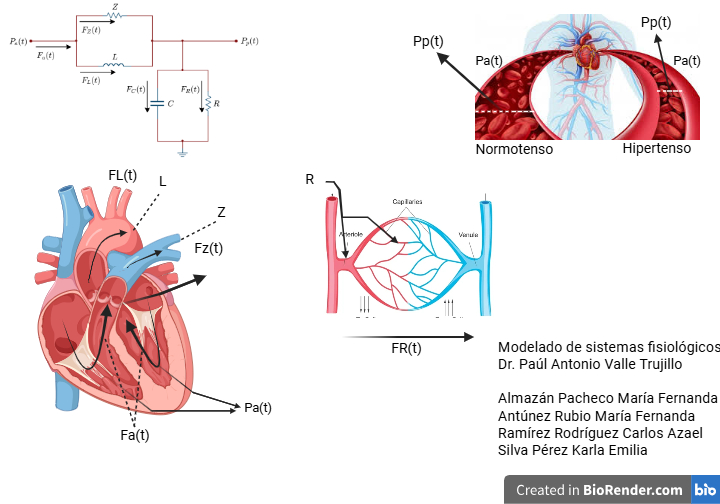 Z
F_Z(t)
P_a(t)
F_a(t)
L
F_L(t)
P_p(t)
F_C(t)
C
F_R(t)
R
Pp(t)
Pp(t)
Pa(t)
Pa(t)
Normotenso
Hipertenso
FL(t)
L
Z
Fz(t)
Pa(t)
Fa(t)
R
Capillaries
Arteriole
Venule
FR(t)
Modelado de sistemas fisiológicos
Dr. Paúl Antonio Valle Trujillo
Almazán Pacheco María Fernanda
Antúnez Rubio María Fernanda
Ramírez Rodríguez Carlos Azael
Silva Pérez Karla Emilia
Created in BioRender.com bio